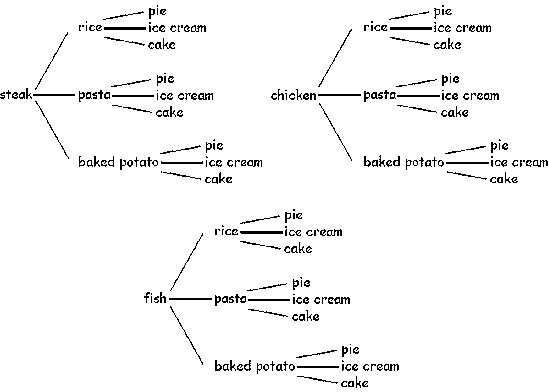 pie
rice ice cream
cake
pie
steak pasta ice cream
cake
pie
baked potato ice cream
cake
pie
rice ice cream
cake
pie
chicken pasta ice cream
cake
pie
baked potato ice cream
cake
pie
rice ice cream
cake
pie
fish pasta ice cream
cake
pie
baked potato ice cream
cake